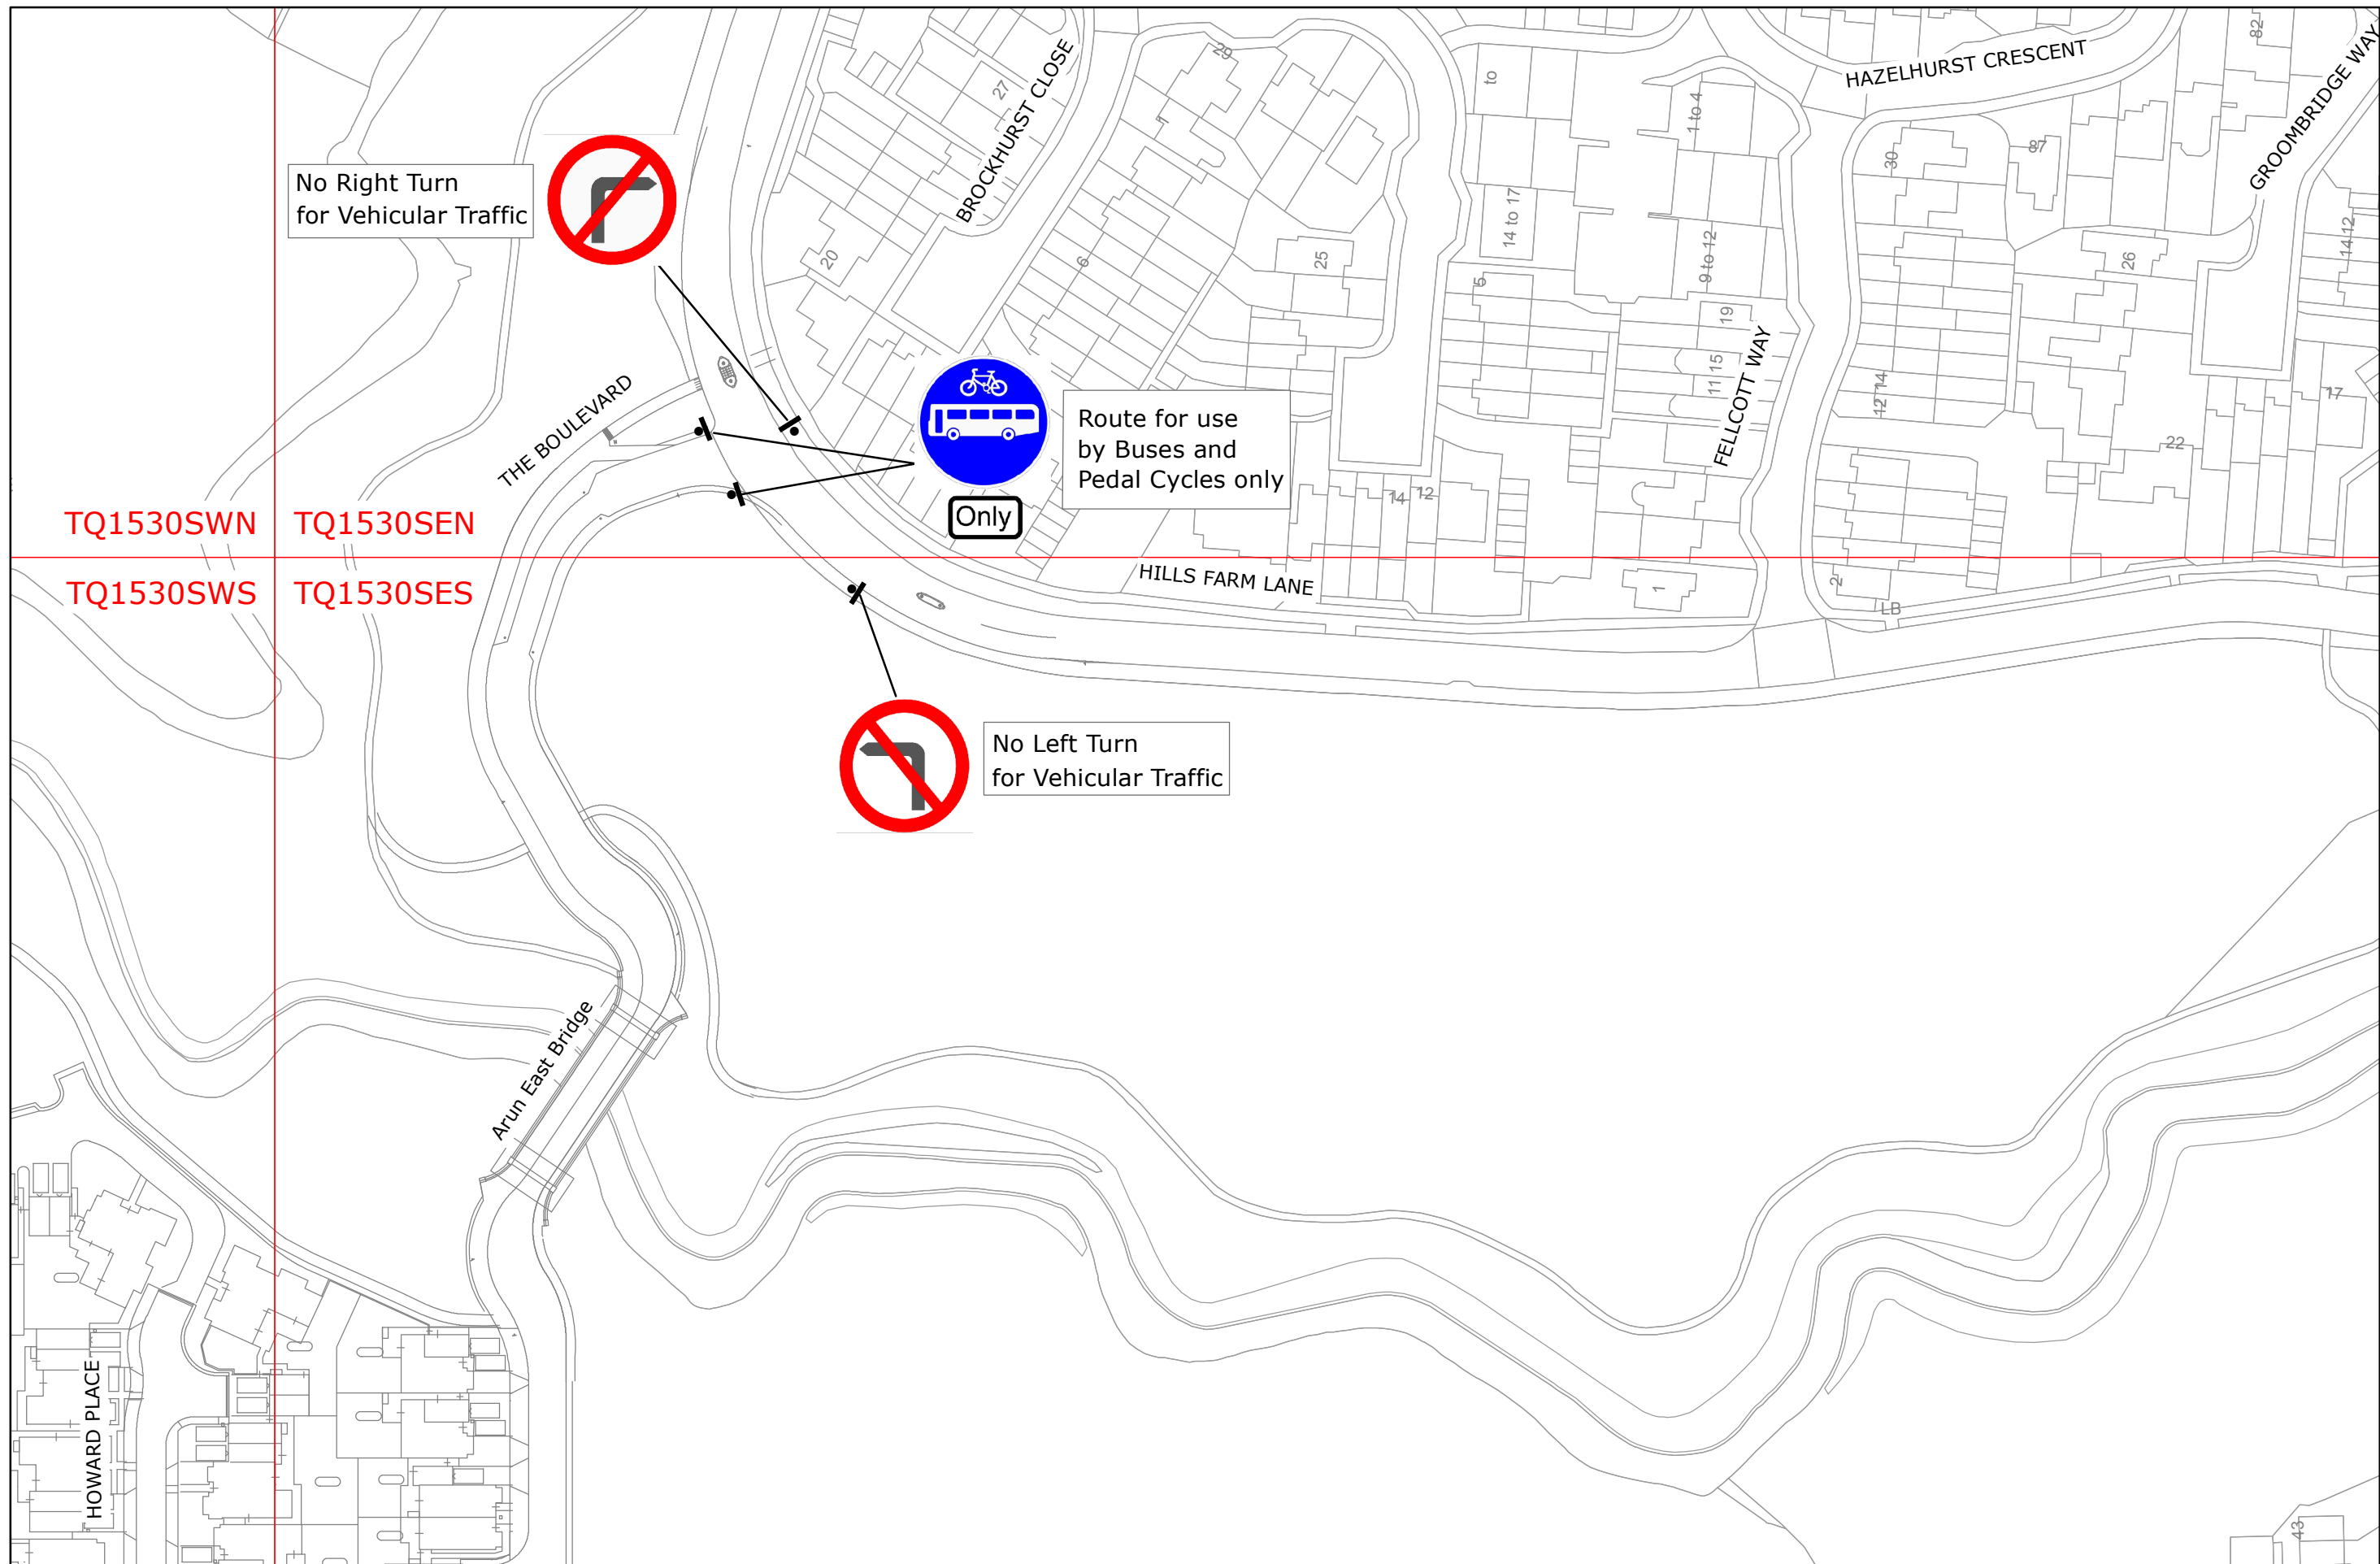 BROCKHURST CLOSE
HAZELHURST CRESCENT
GROOMBRIDGE WAY
82
29
27
to
1 to 4
30
87
No Right Turn
for Vehicular Traffic
14 to 17
9 to 12
14 12
20
6
25
5
26
19
11 15
FELLCOTT WAY
THE BOULEVARD
14
12
17
22
Route for use
by Buses and
Pedal Cycles only
Only
14 12
TQ1530SWN
TQ1530SEN
TQ1530SWS
TQ1530SES
HILLS FARM LANE
1
2
LB
No Left Turn
for Vehicular Traffic
Arun East Bridge
HOWARD PLACE
43